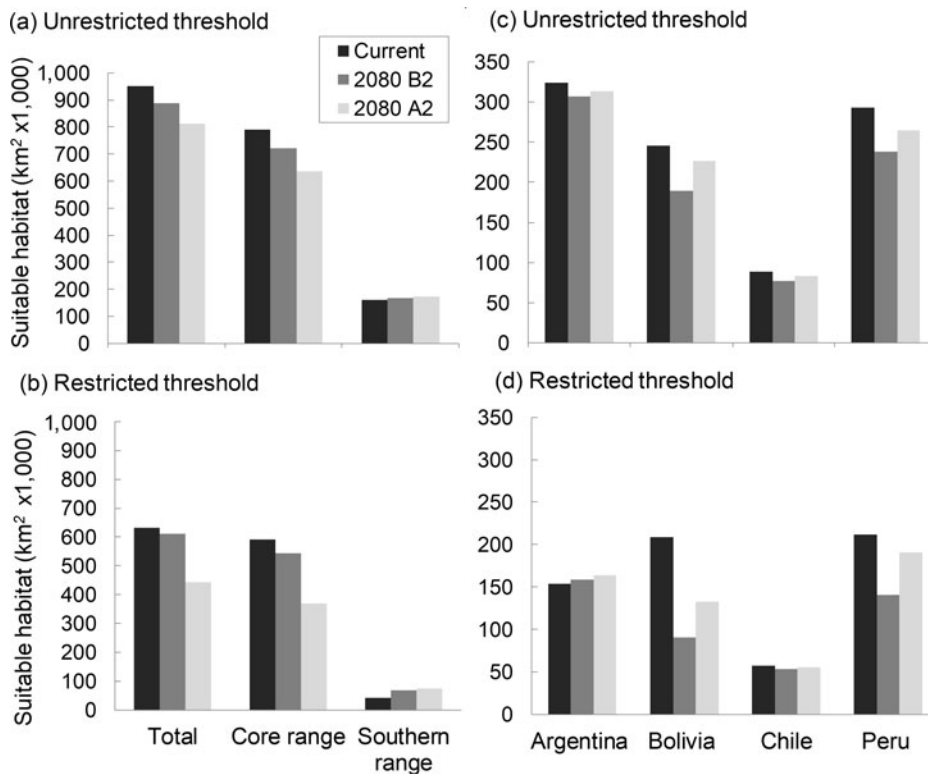 (a) Unrestricted threshold
Current
2080 B2
2080 A2
Suitable habitat (km² x1,000)
1,000
900
800
700
600
500
400
300
200
100
0
(c) Unrestricted threshold
350
300
250
200
150
100
50
0
(b) Restricted threshold
Suitable habitat (km² x1,000)
1,000
900
800
700
600
500
400
300
200
100
0
Total
Core range
Southern
range
(d) Restricted threshold
350
300
250
200
150
100
50
0
Argentina
Bolivia
Chile
Peru